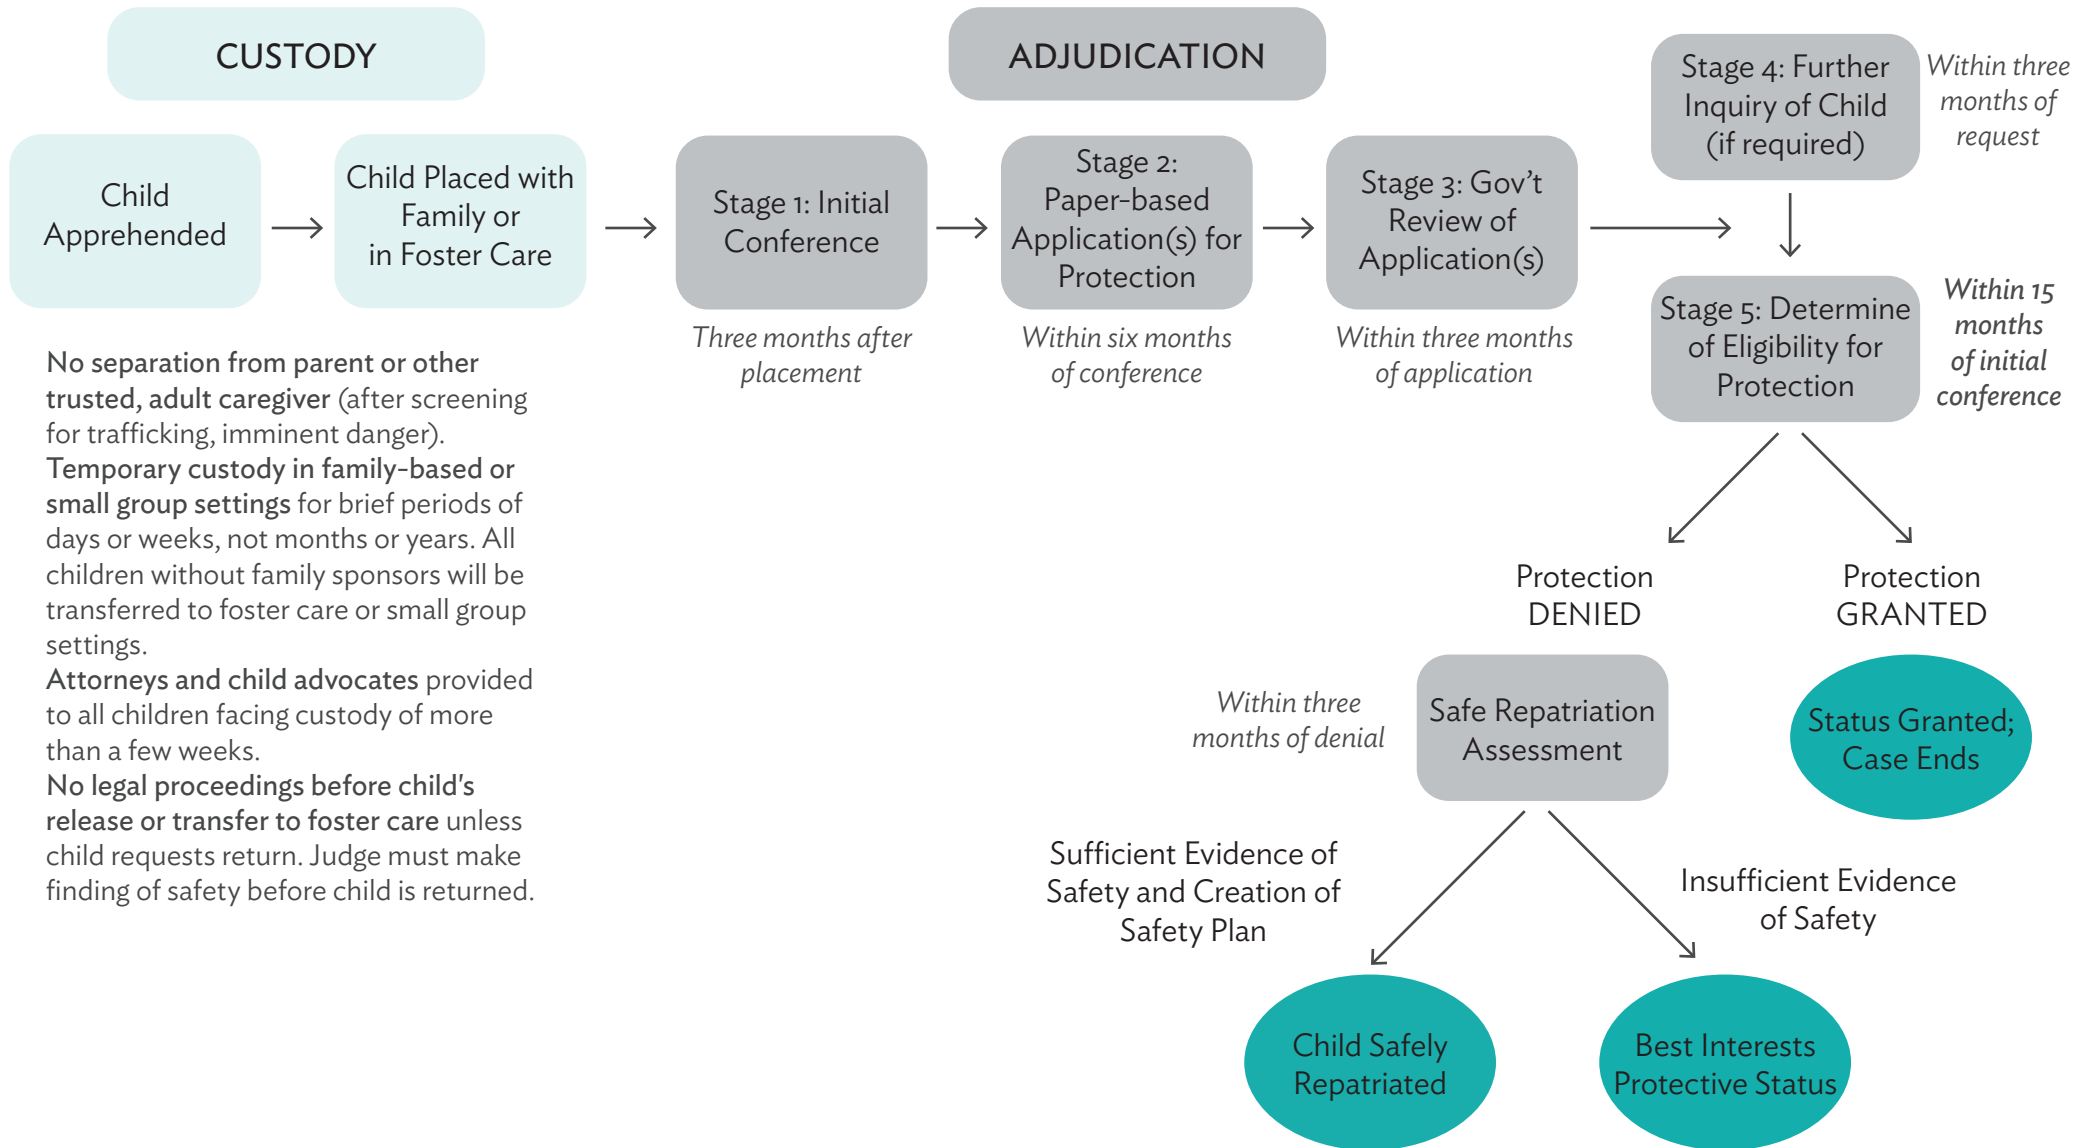 CUSTODY
Child
Apprehended
Child Placed with
Family or
in Foster Care
No separation from parent or other
trusted, adult caregiver (after screening
for trafficking, imminent danger).
Temporary custody in family-based or
small group settings for brief periods of
days or weeks, not months or years. All
children without family sponsors will be
transferred to foster care or small group
settings.
Attorneys and child advocates provided
to all children facing custody of more
than a few weeks.
No legal proceedings before child's
release or transfer to foster care unless
child requests return. Judge must make
finding of safety before child is returned.
ADJUDICATION
Stage 1: Initial
Conference
Three months after
placement
Stage 2:
Paper-based
Application(s) for
Protection
Within six months
of conference
Stage 3: Gov’t
Review of
Application(s)
Within three months
of application
Stage 4: Further
Inquiry of Child
(if required)
Within three
months of
request
Stage 5: Determine
of Eligibility for
Protection
Within 15
months
of initial
conference
Protection
DENIED
Protection
GRANTED
Within three
months of denial
Safe Repatriation
Assessment
Status Granted;
Case Ends
Sufficient Evidence of
Safety and Creation of
Safety Plan
Insufficient Evidence
of Safety
Child Safely
Repatriated
Best Interests
Protective Status